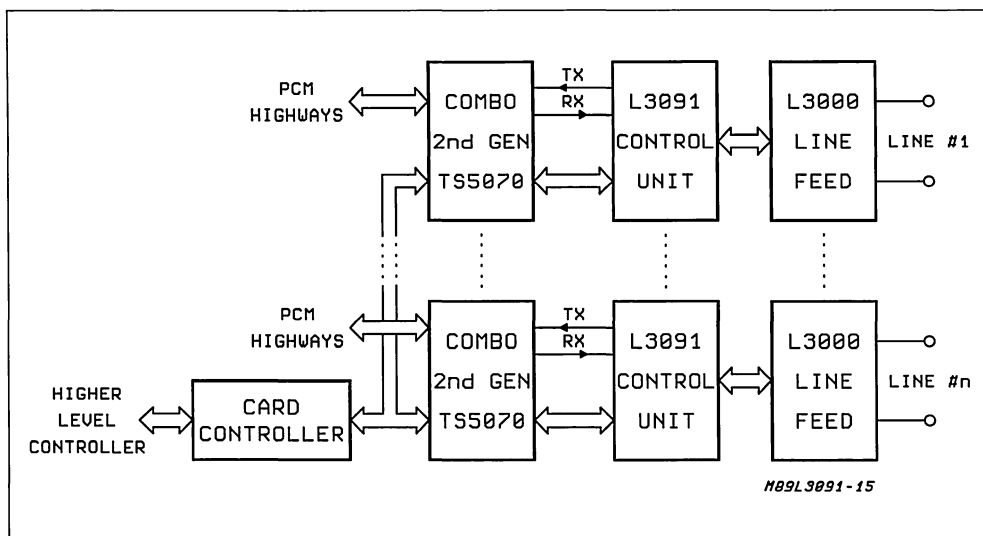 PCM
HIGHWAYS
COMBO
2nd GEN
TS5070
TX
RX
L3091
CONTROL
UNIT
L3000
LINE
FEED
LINE #1
PCM
HIGHWAYS
COMBO
2nd GEN
TS5070
TX
RX
L3091
CONTROL
UNIT
L3000
LINE
FEED
LINE #n
HIGHER
LEVEL
CONTROLLER
CARD
CONTROLLER
M89L3091-15